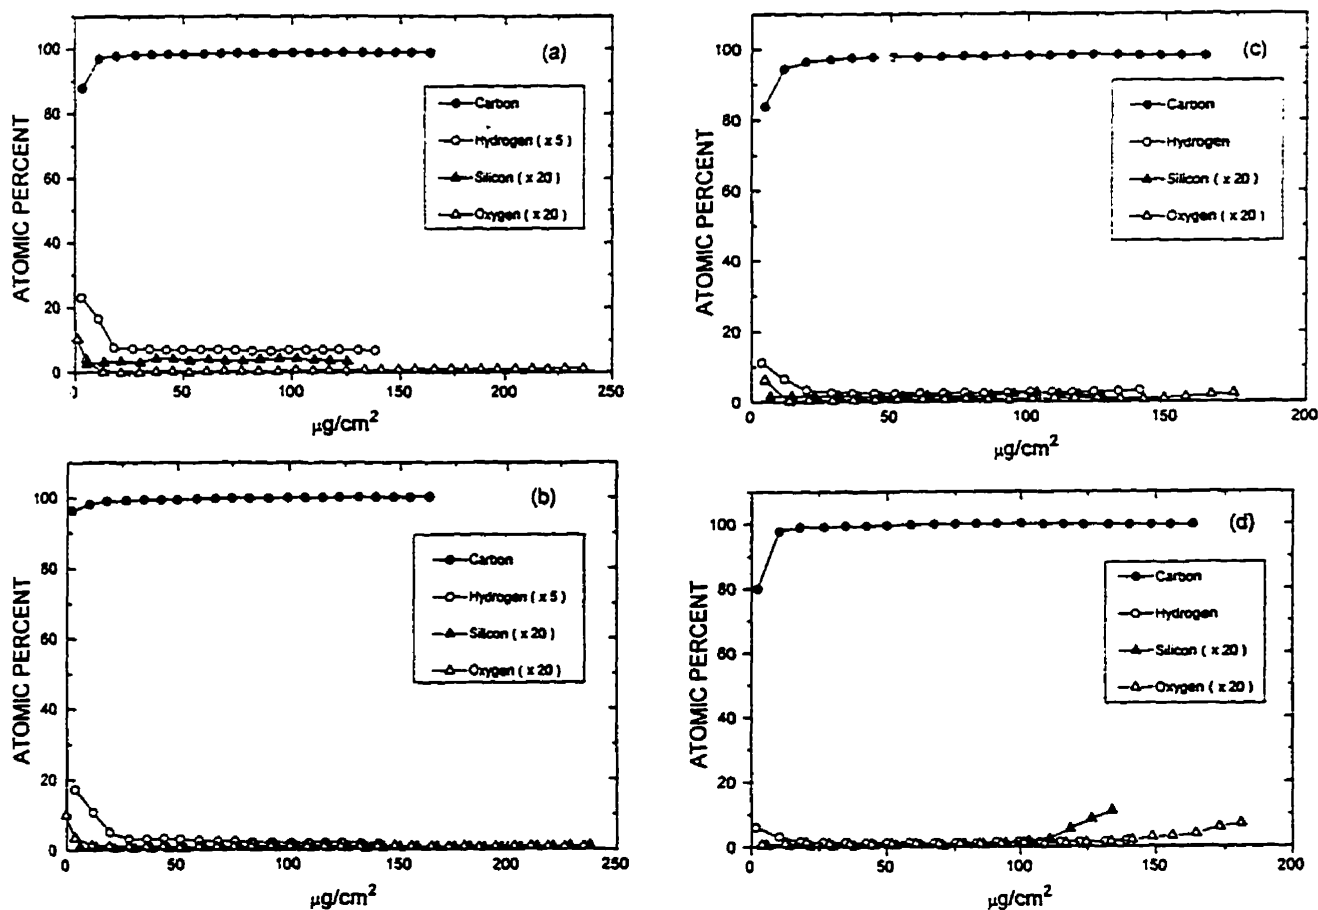 (a)
100
80
60
40
20
0
ATOMIC PERCENT
Carbon
Hydrogen ( x 5 )
Silicon ( x 20 )
Oxygen ( x 20 )
0 50 100 150 200 250
μg/cm2
(c)
100
80
60
40
20
0
ATOMIC PERCENT
Carbon
Hydrogen
Silicon ( x 20 )
Oxygen ( x 20 )
0 50 100 150 200
μg/cm2
(b)
100
80
60
40
20
0
ATOMIC PERCENT
Carbon
Hydrogen ( x 5 )
Silicon ( x 20 )
Oxygen ( x 20 )
0 50 100 150 200 250
μg/cm2
(d)
100
80
60
40
20
0
ATOMIC PERCENT
Carbon
Hydrogen
Silicon ( x 20 )
Oxygen ( x 20 )
0 50 100 150 200
μg/cm2